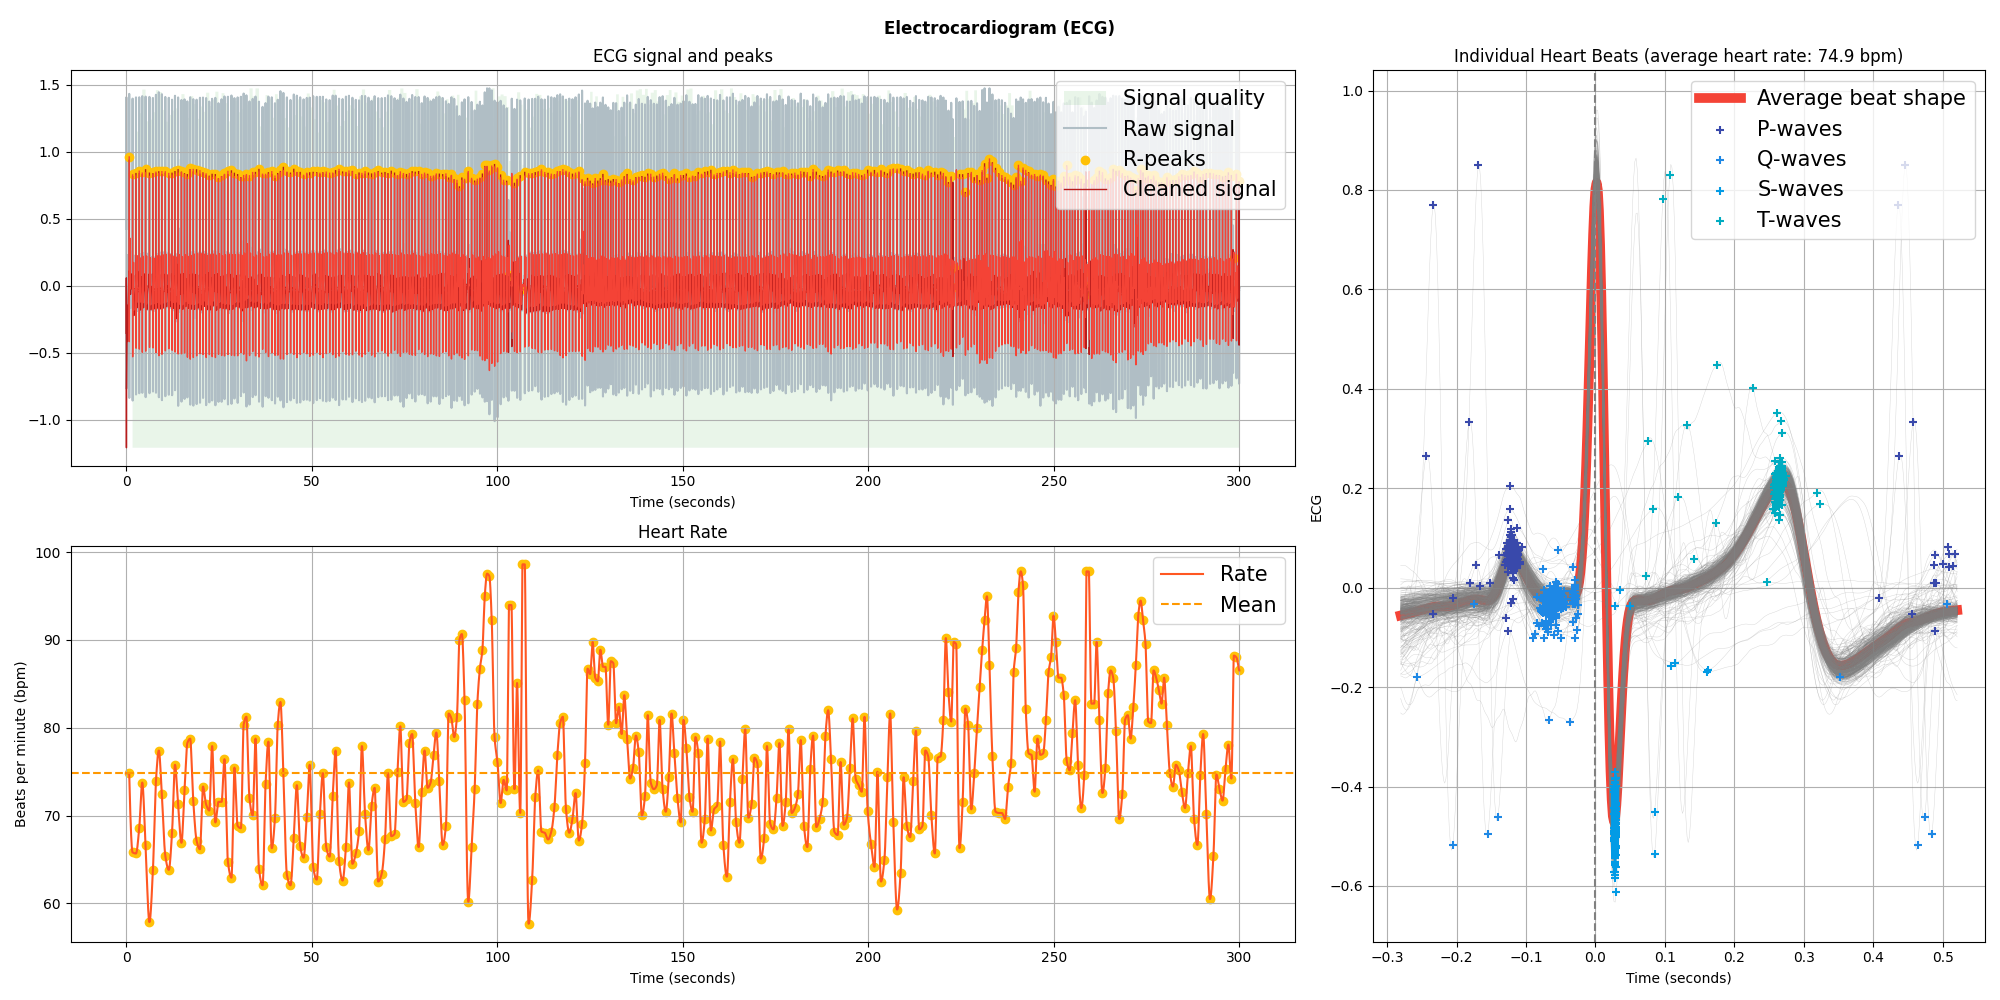 Electrocardiogram (ECG)
ECG signal and peaks
1.5
1.0
0.5
0.0
−0.5
−1.0
0 50 100 150 200 250 300
Time (seconds)
Signal quality
Raw signal
R-peaks
Cleaned signal
Heart Rate
Beats per minute (bpm)
100
90
80
70
60
0 50 100 150 200 250 300
Time (seconds)
Rate
Mean
Individual Heart Beats (average heart rate: 74.9 bpm)
ECG
1.0
0.8
0.6
0.4
0.2
0.0
−0.2
−0.4
−0.6
−0.3 −0.2 −0.1 0.0 0.1 0.2 0.3 0.4 0.5
Time (seconds)
Average beat shape
P-waves
Q-waves
S-waves
T-waves